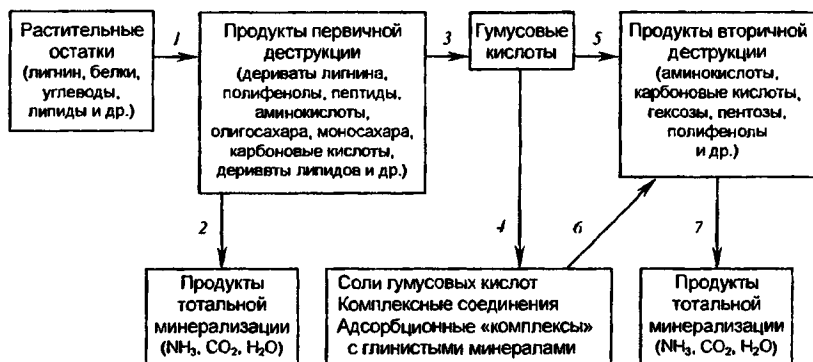 Растительные
остатки
(лигнин, белки,
углеводы,
липиды и др.)
1
Продукты первичной
деструкции
(дериваты лигнина,
полифенолы, пептиды,
аминокислоты,
олигосахара, моносахара,
карбоновые кислоты,
дериваты липидов и др.)
3
Гумусовые
кислоты
5
Продукты вторичной
деструкции
(аминокислоты,
карбоновые кислоты,
гексозы, пентозы,
полифенолы
и др.)
2
4
6
7
Продукты
тотальной
минерализации
(NH₃, CO₂, H₂O)
Соли гумусовых кислот
Комплексные соединения
Адсорбционные «комплексы»
с глинистыми минералами
Продукты
тотальной
минерализации
(NH₃, CO₂, H₂O)